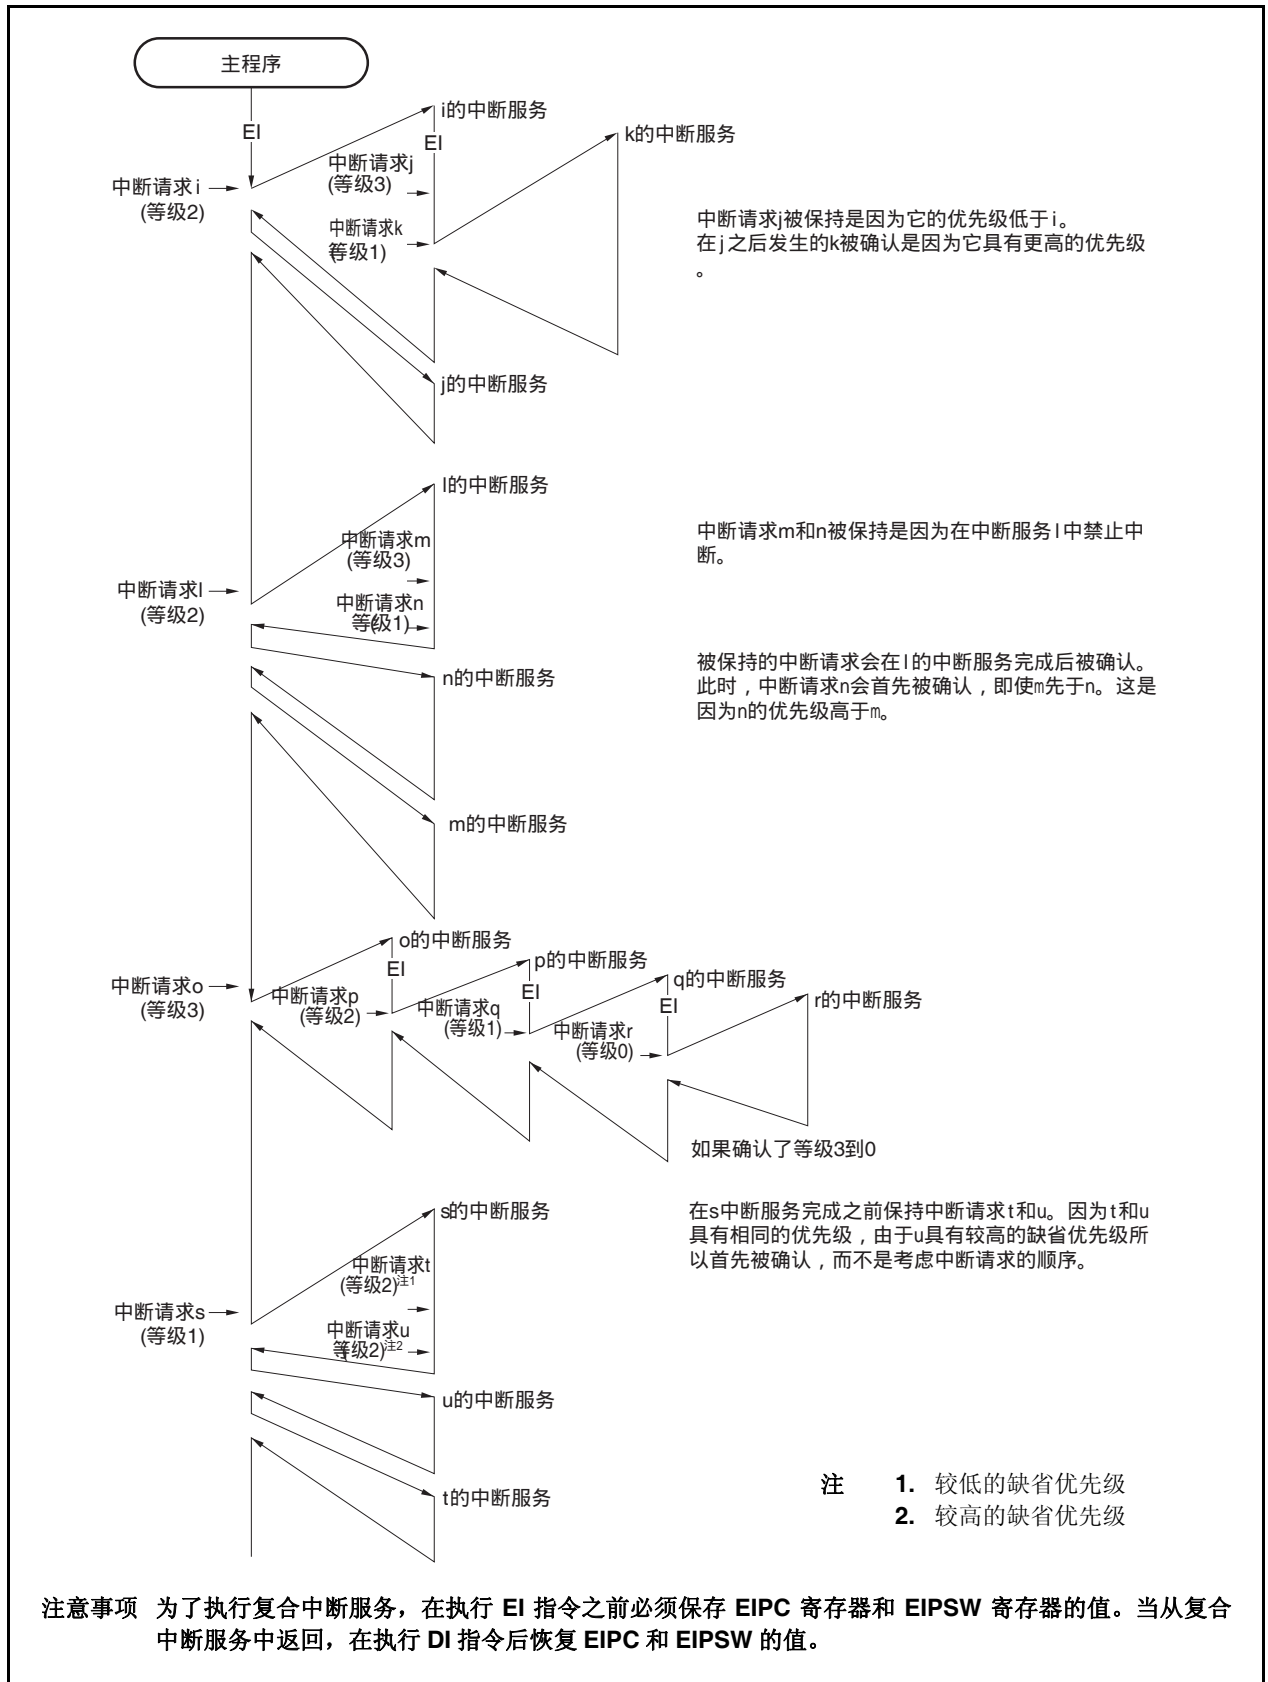 主程序
EI
i的中断服务
EI
k的中断服务
中断请求i
(等级2)
中断请求j
(等级3)
中断请求k
(等级1)
中断请求j被保持是因为它的优先级低于i。
在j之后发生的k被确认是因为它具有更高的优先级
。
j的中断服务
l的中断服务
中断请求m
(等级3)
中断请求l
(等级2)
中断请求n
(等级1)
中断请求m和n被保持是因为在中断服务l中禁止中
断。
n的中断服务
被保持的中断请求会在l的中断服务完成后被确认。
此时，中断请求n会首先被确认，即使m先于n。这是
因为n的优先级高于m。
m的中断服务
o的中断服务
EI
p的中断服务
EI
q的中断服务
EI
r的中断服务
中断请求o
(等级3)
中断请求p
(等级2)
中断请求q
(等级1)
中断请求r
(等级0)
如果确认了等级3到0
s的中断服务
中断请求t
(等级2)注1
中断请求s
(等级1)
中断请求u
(等级2)注2
在s中断服务完成之前保持中断请求t和u。因为t和u
具有相同的优先级，由于u具有较高的缺省优先级所
以首先被确认，而不是考虑中断请求的顺序。
u的中断服务
t的中断服务
注 1. 较低的缺省优先级
2. 较高的缺省优先级
注意事项 为了执行复合中断服务，在执行 EI 指令之前必须保存 EIPC 寄存器和 EIPSW 寄存器的值。当从复合
中断服务中返回，在执行 DI 指令后恢复 EIPC 和 EIPSW 的值。